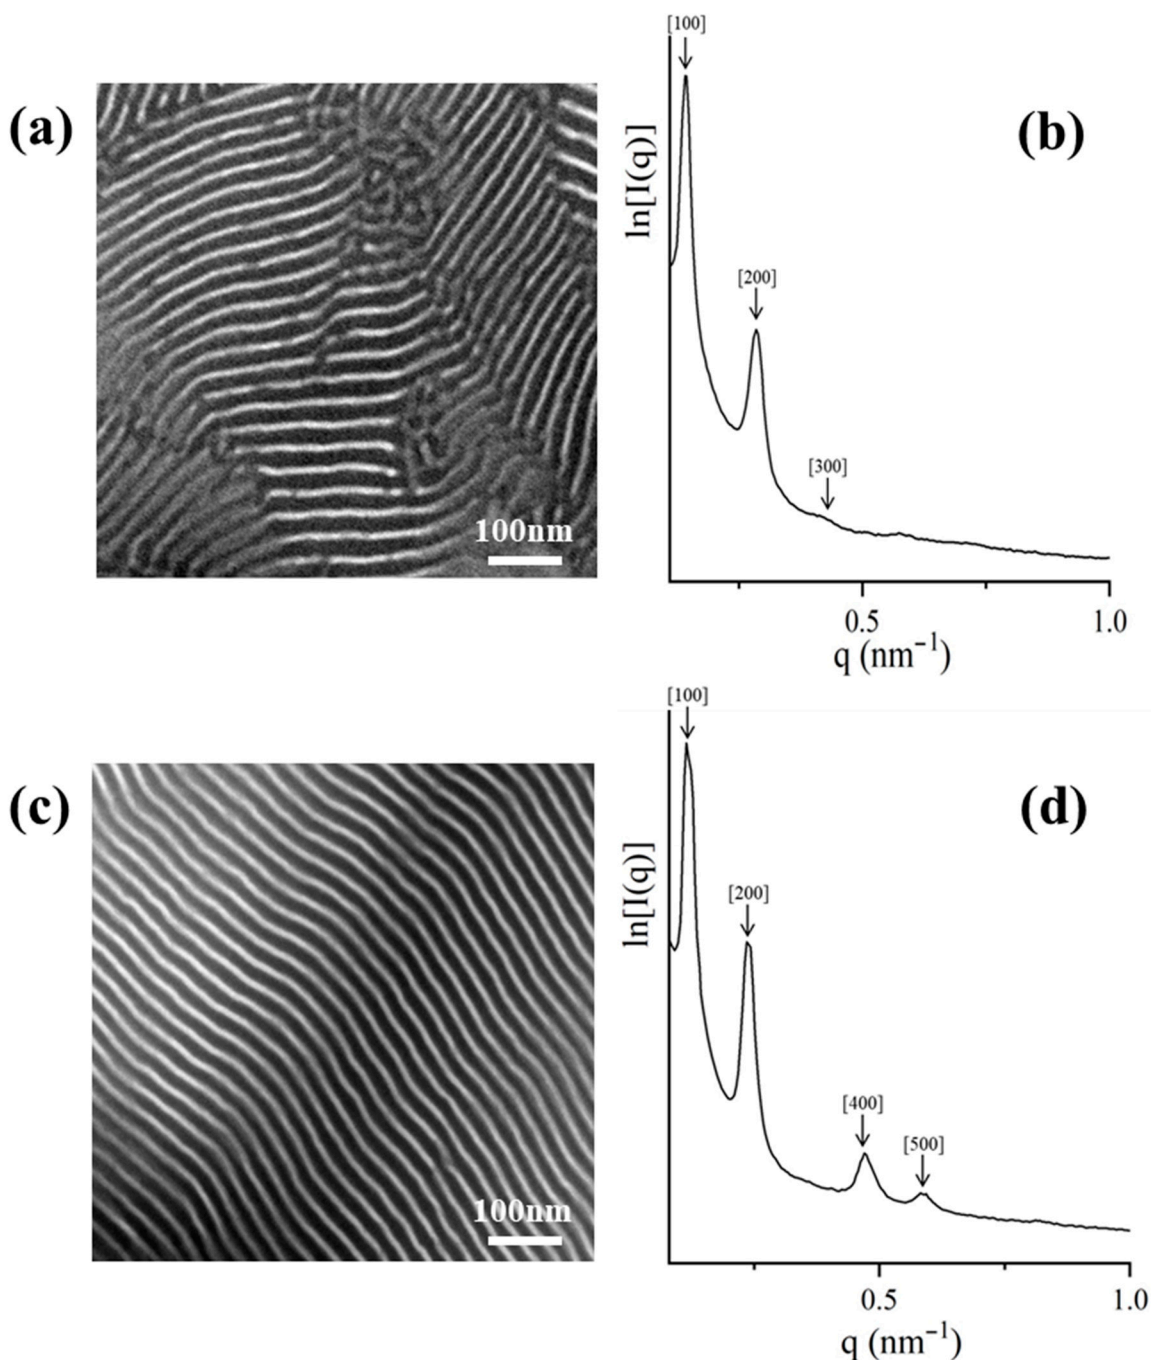 (a)
100nm
[100]
[200]
[300]
(b)
ln[I(q)]
0.5
1.0
q (nm⁻¹)
(c)
100nm
[100]
[200]
[400]
[500]
(d)
ln[I(q)]
0.5
1.0
q (nm⁻¹)